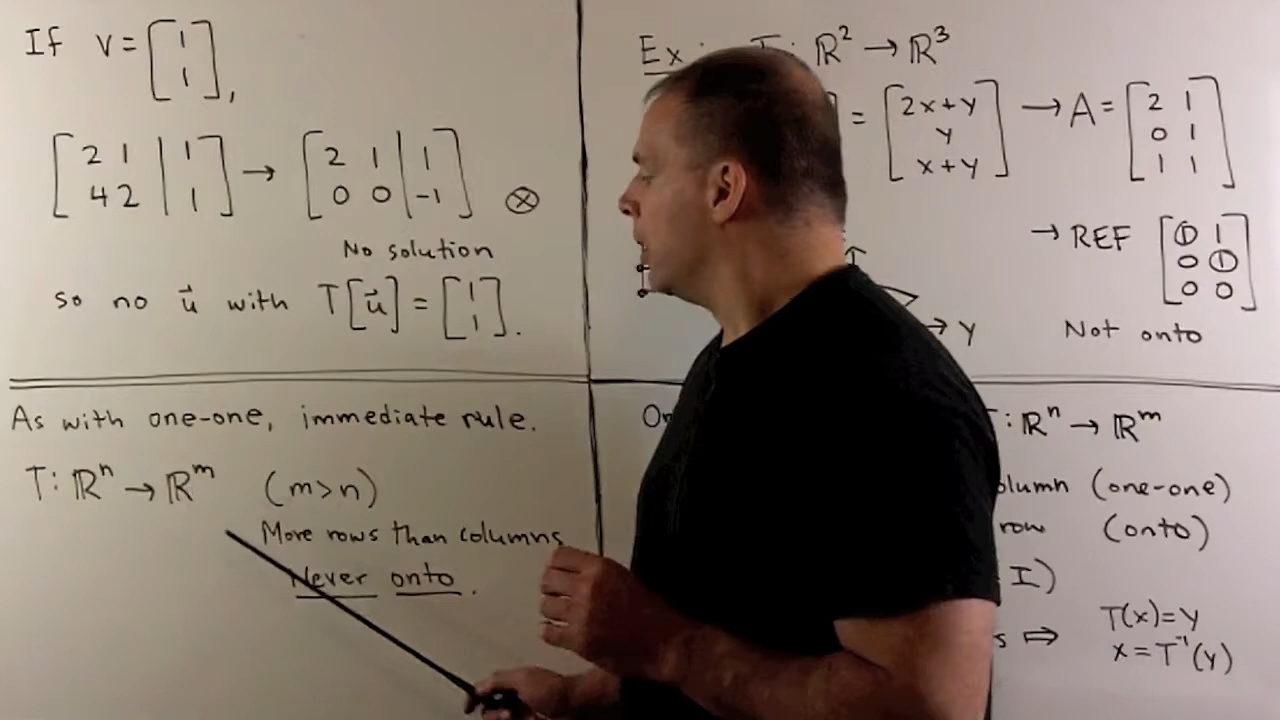 If v = [1 1],
[2 1 | 1
4 2 | 1] → [2 1 | 1
0 0 | -1] ⊗
No solution
so no u⃗ with T[u⃗] = [1 1].
Ex: T: ℝ² → ℝ³
= [2x+y
y
x+y] → A = [2 1
0 1
1 1]
→ REF [1 1
0 1
0 0]
→ y Not onto
As with one-one, immediate rule.
T: ℝⁿ → ℝᵐ (m>n)
More rows than columns
Never onto.
: ℝⁿ → ℝᵐ
(one-one)
row (onto)
I)
⇒ T(x)=y
x=T⁻¹(y)